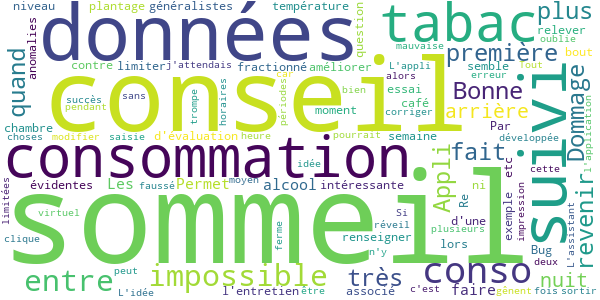 niveau
plantage
généralistes
température
données
tabac
plus
relever
oublie
anomalies
question
mauvaise
quand
contre
limiterj
j'attendais
fractionné
améliorer
L'appli
semble
Tout
bout
première
erreur
conseil
succès
sans
pendant
trompe
horaires
périodes
car
bien
alors
essai
café
corriger
moment
Bonne
arrière
Dommage
suivi
chambre
choses
modifier
saisie
d'évaluation
heure
pourrait
semaine
Par
développée
l'application
consommation
idée
fait
etc
cette
limitées
évidentes
Les
faussé
Permet
moyen
alcool
intéressante
Appli
ni
exemple
impression
revenir
l'assistant
sommeil
virtuel
clique
ferme
Si
réveil
renseigner
n'y
Re
d'une
plusieurs
lors
Bug
deux
entre
peut
L'idée
impossible
l'entretien
être
très
associé
conso
c'est
faire
nuit
gênent
fois
sortir